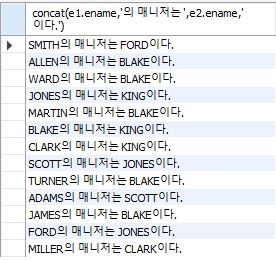 concat(e1.ename,'의 매니저는 ',e2.ename,'
이다.')
SMITH의 매니저는 FORD이다.
ALLEN의 매니저는 BLAKE이다.
WARD의 매니저는 BLAKE이다.
JONES의 매니저는 KING이다.
MARTIN의 매니저는 BLAKE이다.
BLAKE의 매니저는 KING이다.
CLARK의 매니저는 KING이다.
SCOTT의 매니저는 JONES이다.
TURNER의 매니저는 BLAKE이다.
ADAMS의 매니저는 SCOTT이다.
JAMES의 매니저는 BLAKE이다.
FORD의 매니저는 JONES이다.
MILLER의 매니저는 CLARK이다.